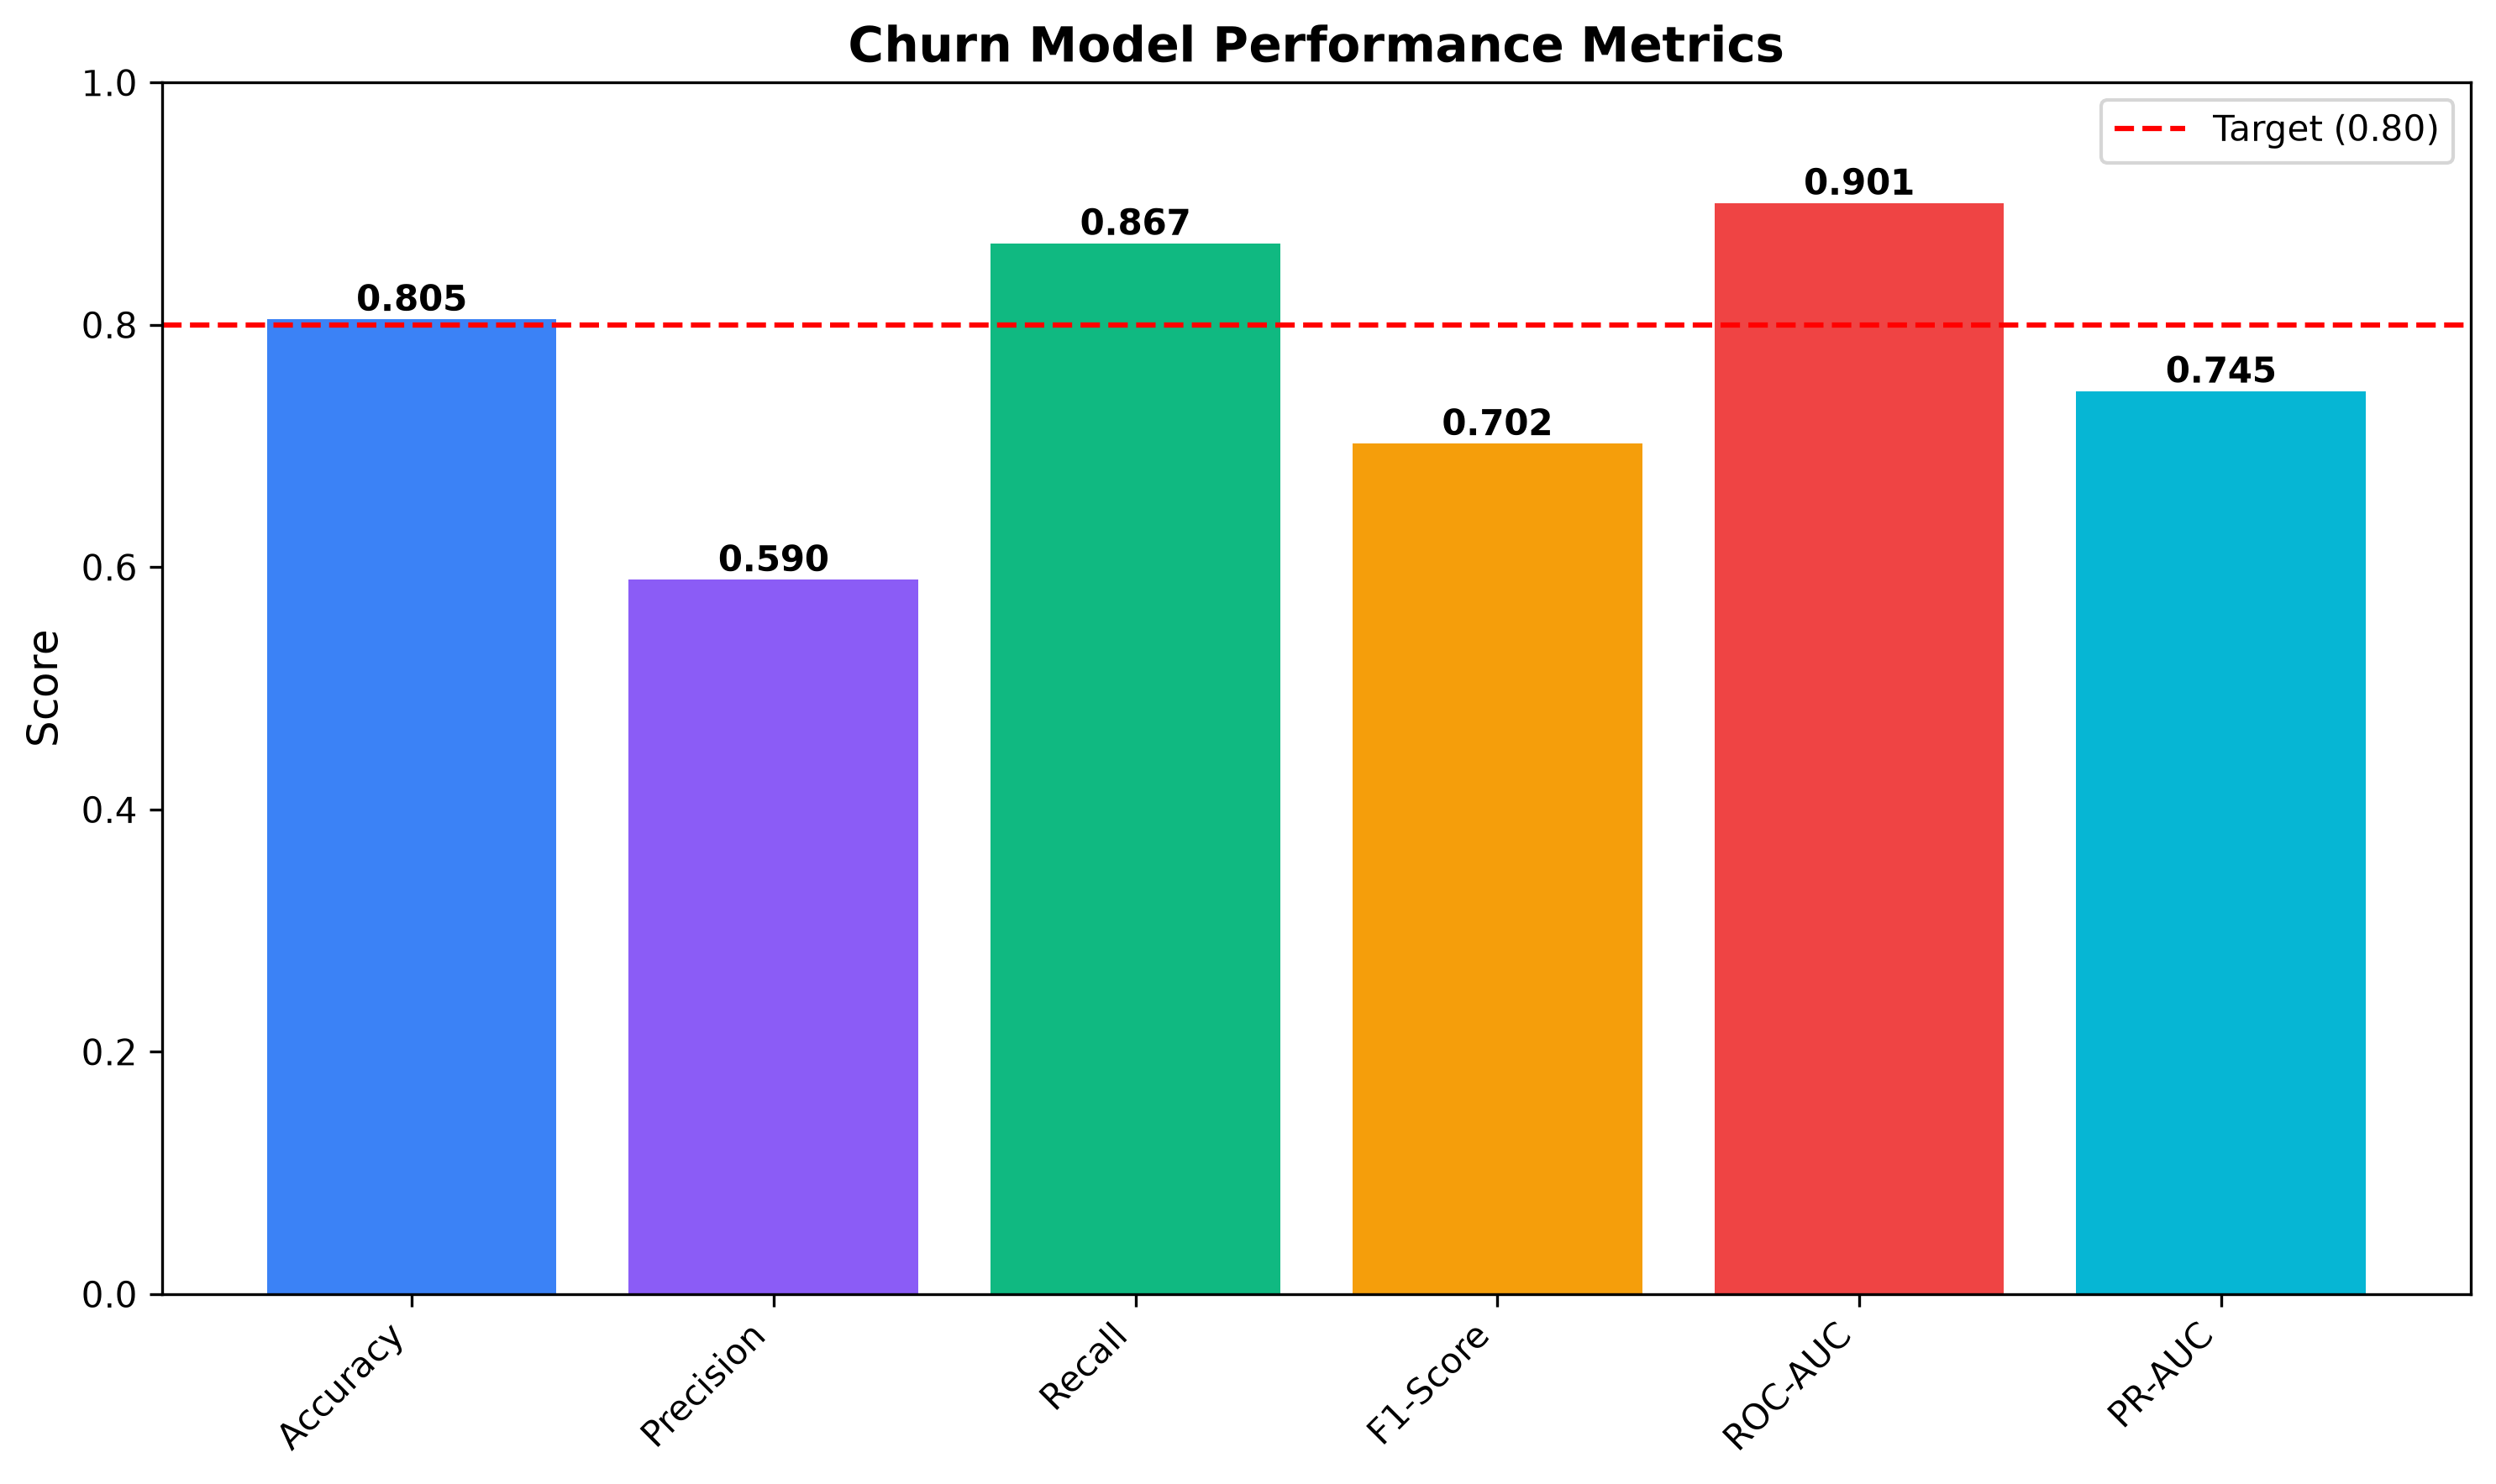 Churn Model Performance Metrics
1.0
Target (0.80)
0.901
0.867
0.805
0.8
0.745
0.702
0.590
0.6
Score
0.4
0.2
0.0
Accuracy
Precision
Recall
F1-Score
ROC-AUC
PR-AUC